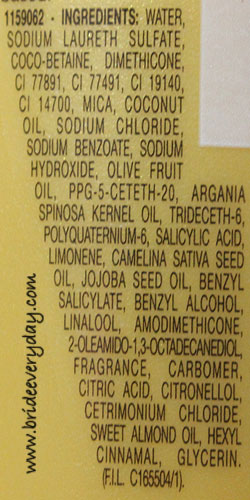 1159062 - INGREDIENTS: WATER,
SODIUM LAURETH SULFATE,
COCO-BETAINE, DIMETHICONE,
CI 77891, CI 77491, CI 19140,
CI 14700, MICA, COCONUT
OIL, SODIUM CHLORIDE,
SODIUM BENZOATE, SODIUM
HYDROXIDE, OLIVE FRUIT
OIL, PPG-5-CETETH-20, ARGANIA
SPINOSA KERNEL OIL, TRIDECETH-6,
POLYQUATERNIUM-6, SALICYLIC ACID,
LIMONENE, CAMELINA SATIVA SEED
OIL, JOJOBA SEED OIL, BENZYL
SALICYLATE, BENZYL ALCOHOL,
LINALOOL, AMODIMETHICONE,
2-OLEAMIDO-1,3-OCTADECANEDIOL,
FRAGRANCE, CARBOMER,
CITRIC ACID, CITRONELLOL,
CETRIMONIUM CHLORIDE,
SWEET ALMOND OIL, HEXYL
CINNAMAL, GLYCERIN.
(F.I.L. C165504/1).
www.brideeveryday.com